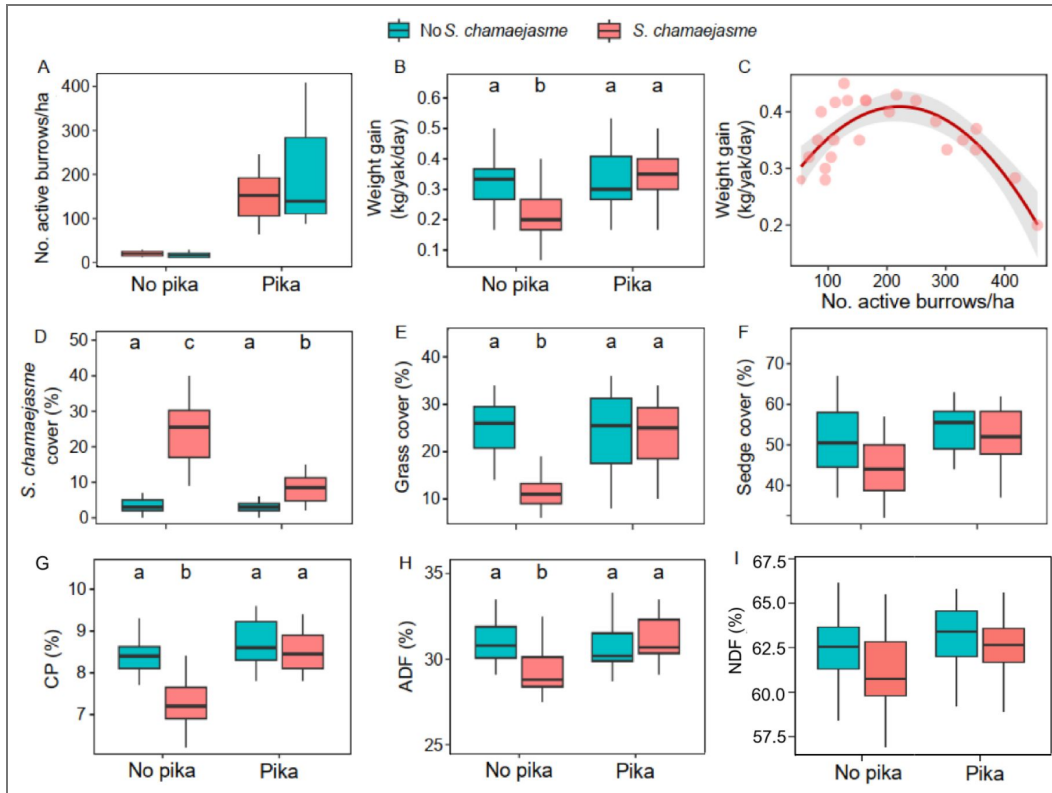 No S. chamaejasme S. chamaejasme
A
No. active burrows/ha
400
300
200
100
0
No pika Pika
B
Weight gain
(kg/yak/day)
0.6
0.5
0.4
0.3
0.2
0.1
a b a a
No pika Pika
C
Weight gain
(kg/yak/day)
0.4
0.3
0.2
100 200 300 400
No. active burrows/ha
D
S. chamaejasme
cover (%)
50
40
30
20
10
0
a c a b
E
Grass cover (%)
40
30
20
10
a b a a
F
Sedge cover (%)
70
60
50
40
G
CP (%)
10
9
8
7
a b a a
No pika Pika
H
ADF (%)
35
30
25
a b a a
No pika Pika
I
NDF (%)
67.5
65.0
62.5
60.0
57.5
No pika Pika